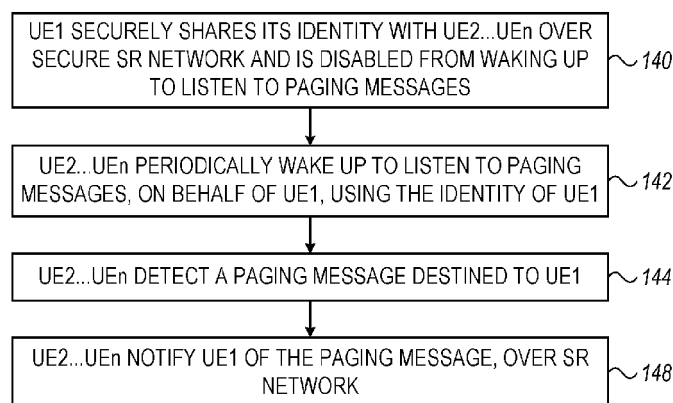 UE1 SECURELY SHARES ITS IDENTITY WITH UE2...UEn OVER
SECURE SR NETWORK AND IS DISABLED FROM WAKING UP
TO LISTEN TO PAGING MESSAGES
140
UE2...UEn PERIODICALLY WAKE UP TO LISTEN TO PAGING
MESSAGES, ON BEHALF OF UE1, USING THE IDENTITY OF UE1
142
UE2...UEn DETECT A PAGING MESSAGE DESTINED TO UE1
144
UE2...UEn NOTIFY UE1 OF THE PAGING MESSAGE, OVER SR
NETWORK
148